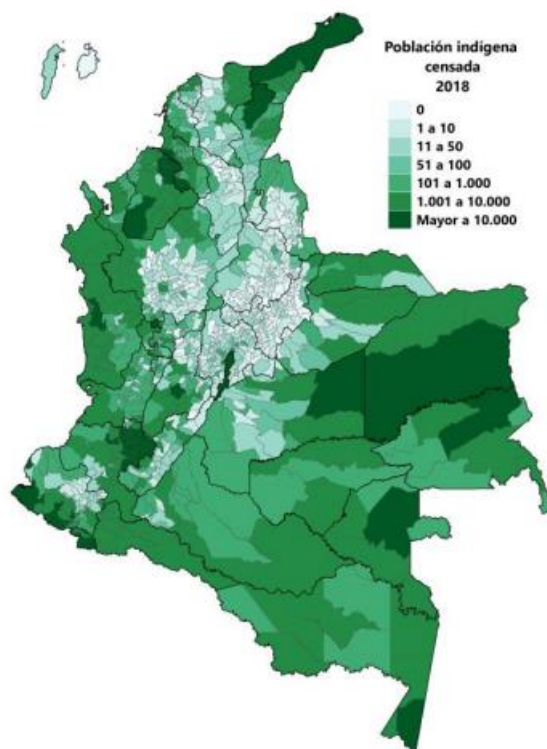 Población indígena
censada
2018
0
1 a 10
11 a 50
51 a 100
101 a 1.000
1.001 a 10.000
Mayor a 10.000